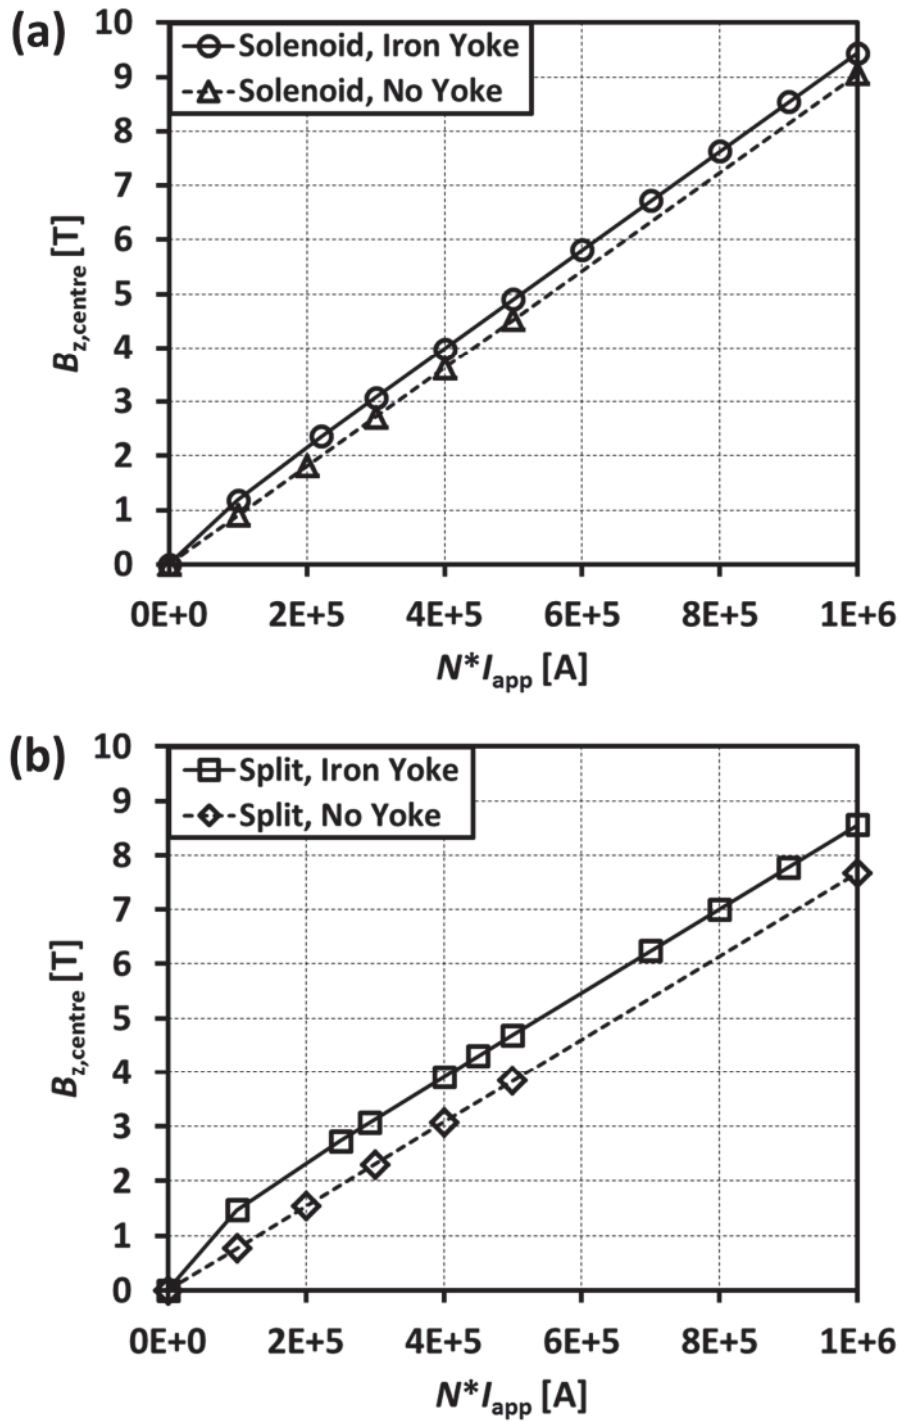 (a)
10
9
8
7
6
5
4
3
2
1
0
Solenoid, Iron Yoke
Solenoid, No Yoke
Bz,centre [T]
0E+0 2E+5 4E+5 6E+5 8E+5 1E+6
N*Iapp [A]
(b)
10
9
8
7
6
5
4
3
2
1
0
Split, Iron Yoke
Split, No Yoke
Bz,centre [T]
0E+0 2E+5 4E+5 6E+5 8E+5 1E+6
N*Iapp [A]